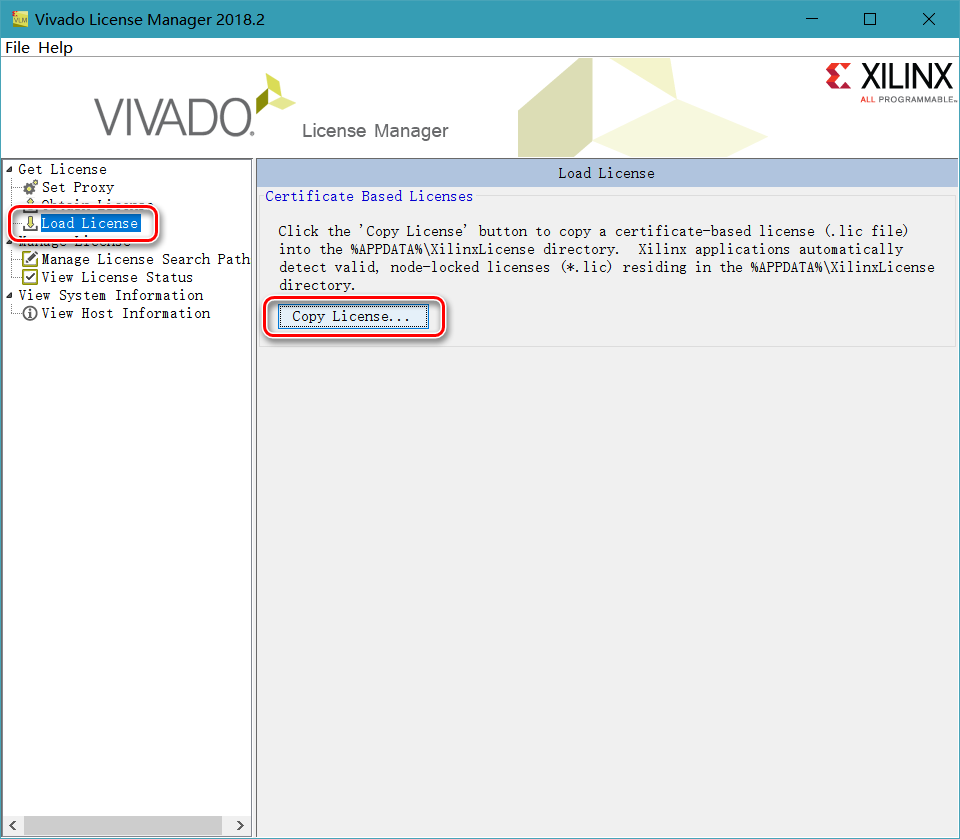 Vivado License Manager 2018.2
File Help
VIVADO
License Manager
XILINX
ALL PROGRAMMABLE
Get License
Set Proxy
Obtain License
Load License
Manage License
Manage License Search Path
View License Status
View System Information
View Host Information
Load License
Certificate Based Licenses
Click the 'Copy License' button to copy a certificate-based license (.lic file)
into the %APPDATA%\XilinxLicense directory.  Xilinx applications automatically
detect valid, node-locked licenses (*.lic) residing in the %APPDATA%\XilinxLicense
directory.
Copy License...